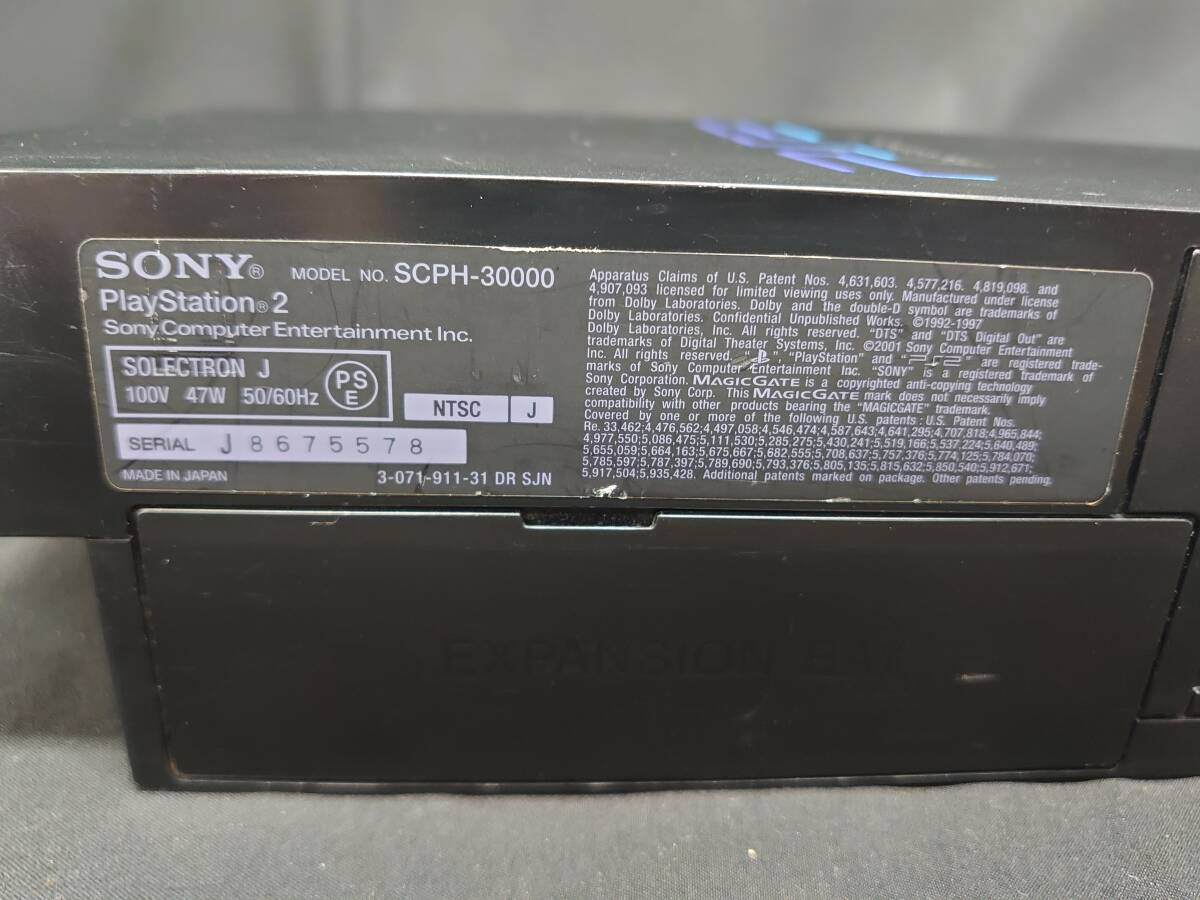 SONY® MODEL NO. SCPH-30000
PlayStation®2
Sony Computer Entertainment Inc.
SOLECTRON J
100V 47W 50/60Hz
PS
E
NTSC J
SERIAL J8675578
MADE IN JAPAN 3-071-911-31 DR SJN
Apparatus Claims of U.S. Patent Nos. 4,631,603, 4,577,216, 4,819,098, and
4,907,093 licensed for limited viewing uses only. Manufactured under license
from Dolby Laboratories. Dolby and the double-D symbol are trademarks of
Dolby Laboratories. Confidential Unpublished Works. ©1992-1997
Dolby Laboratories, Inc. All rights reserved. "DTS" and "DTS Digital Out" are
trademarks of Digital Theater Systems, Inc. ©2001 Sony Computer Entertainment
Inc. All rights reserved. "PS", "PlayStation" and "PS2" are registered trade-
marks of Sony Computer Entertainment Inc. "SONY" is a registered trademark of
Sony Corporation. MAGICGATE is a copyrighted anti-copying technology
created by Sony Corp. This MAGICGATE mark does not necessarily imply
compatibility with other products bearing the "MAGICGATE" trademark.
Covered by one or more of the following U.S. patents : U.S. Patent Nos.
Re. 33,462;4,476,562;4,497,058;4,546,474;4,587,643;4,641,295;4,707,818;4,965,844;
4,977,550;5,086,475;5,111,530;5,285,275;5,430,241;5,519,166;5,537,224;5,640,489;
5,655,059;5,664,163;5,675,667;5,682,555;5,708,637;5,757,376;5,774,125;5,784,070;
5,785,597;5,787,397;5,789,690;5,793,376;5,805,135;5,815,632;5,850,540;5,912,671;
5,917,504;5,935,428. Additional patents marked on package. Other patents pending.
EXPANSION BAY